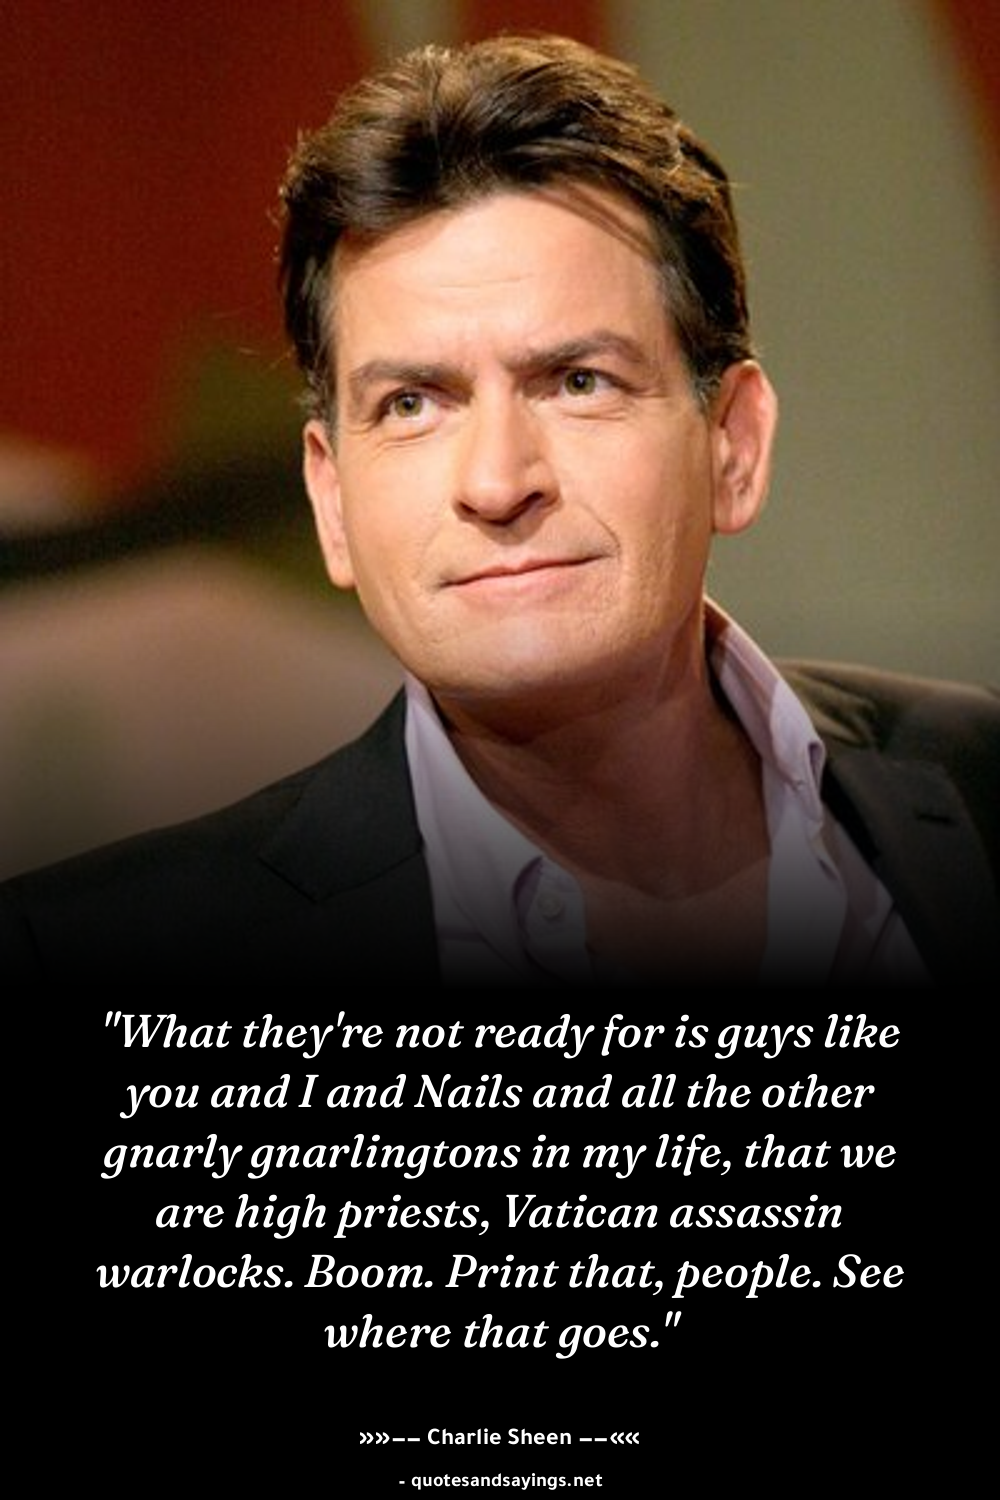 "What they're not ready for is guys like
you and I and Nails and all the other
gnarly gnarlingtons in my life, that we
are high priests, Vatican assassin
warlocks. Boom. Print that, people. See
where that goes."
»»−− Charlie Sheen −−««
- quotesandsayings.net